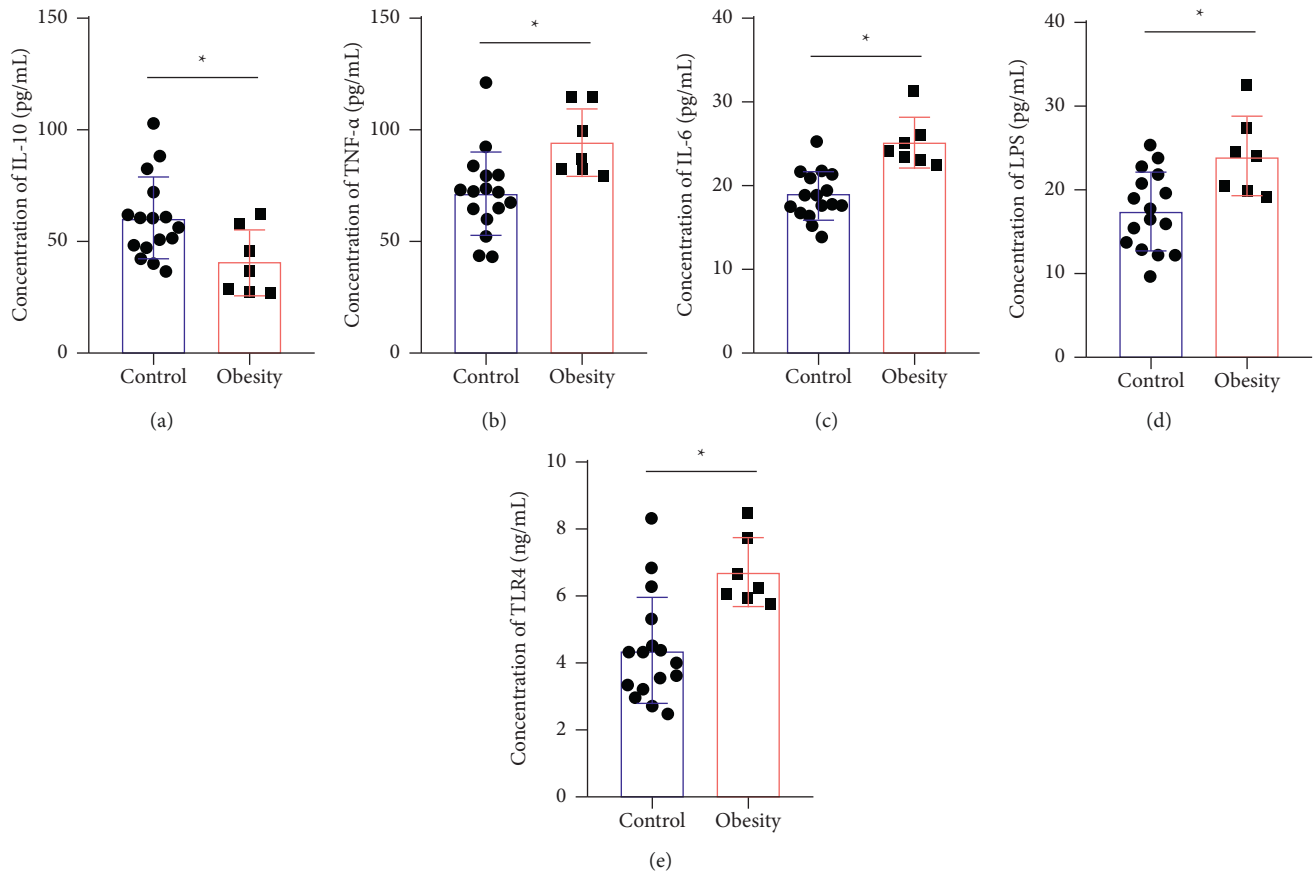 Concentration of IL-10 (pg/mL)
150
100
50
0
*
Control
Obesity
(a)
Concentration of TNF-α (pg/mL)
150
100
50
0
*
Control
Obesity
(b)
Concentration of IL-6 (pg/mL)
40
30
20
10
0
*
Control
Obesity
(c)
Concentration of LPS (pg/mL)
40
30
20
10
0
*
Control
Obesity
(d)
Concentration of TLR4 (ng/mL)
10
8
6
4
2
0
*
Control
Obesity
(e)